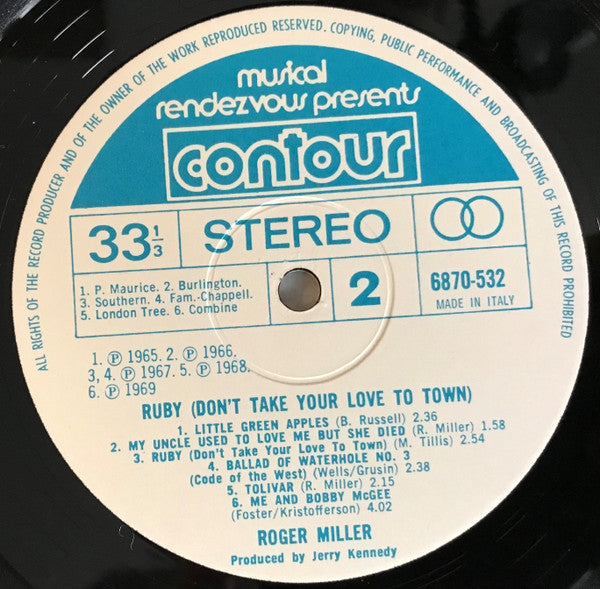 ALL RIGHTS OF THE RECORD PRODUCER AND OF THE OWNER OF THE WORK REPRODUCED RESERVED. COPYING, PUBLIC PERFORMANCE AND BROADCASTING OF THIS RECORD PROHIBITED
musical
rendezvous presents
contour
33 1/3
STEREO
1. P. Maurice. 2. Burlington.
3. Southern. 4. Fam.-Chappell.
5. London Tree. 6. Combine
2
6870-532
MADE IN ITALY
1. Ⓟ 1965. 2. Ⓟ 1966.
3, 4. Ⓟ 1967. 5. Ⓟ 1968.
6. Ⓟ 1969
RUBY (DON'T TAKE YOUR LOVE TO TOWN)
1. LITTLE GREEN APPLES (B. Russell) 2.36
2. MY UNCLE USED TO LOVE ME BUT SHE DIED (R. Miller) 1.58
3. RUBY (Don't Take Your Love To Town) (M. Tillis) 2.54
4. BALLAD OF WATERHOLE NO. 3
(Code of the West) (Wells/Grusin) 2.38
5. TOLIVAR (R. Miller) 2.15
6. ME AND BOBBY McGEE
(Foster/Kristofferson) 4.02
ROGER MILLER
Produced by Jerry Kennedy